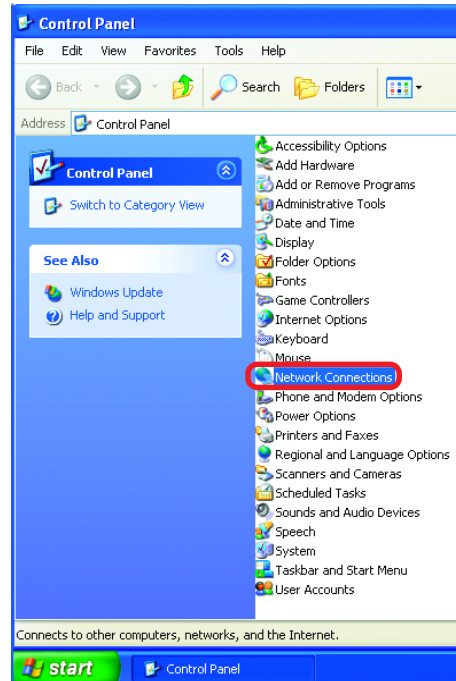 Control Panel
File Edit View Favorites Tools Help
Back Search Folders
Address Control Panel
Control Panel
Switch to Category View
See Also
Windows Update
Help and Support
Accessibility Options
Add Hardware
Add or Remove Programs
Administrative Tools
Date and Time
Display
Folder Options
Fonts
Game Controllers
Internet Options
Keyboard
Mouse
Network Connections
Phone and Modem Options
Power Options
Printers and Faxes
Regional and Language Options
Scanners and Cameras
Scheduled Tasks
Sounds and Audio Devices
Speech
System
Taskbar and Start Menu
User Accounts
Connects to other computers, networks, and the Internet.
start Control Panel